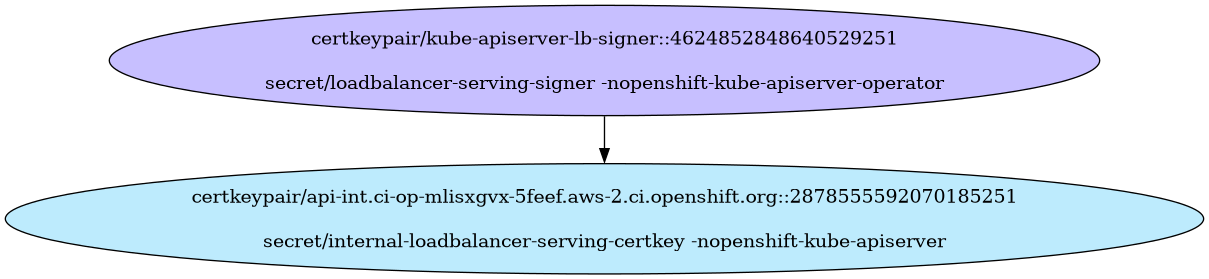 certkeypair/kube-apiserver-lb-signer::4624852848640529251
secret/loadbalancer-serving-signer -nopenshift-kube-apiserver-operator
certkeypair/api-int.ci-op-mlisxgvx-5feef.aws-2.ci.openshift.org::2878555592070185251
secret/internal-loadbalancer-serving-certkey -nopenshift-kube-apiserver